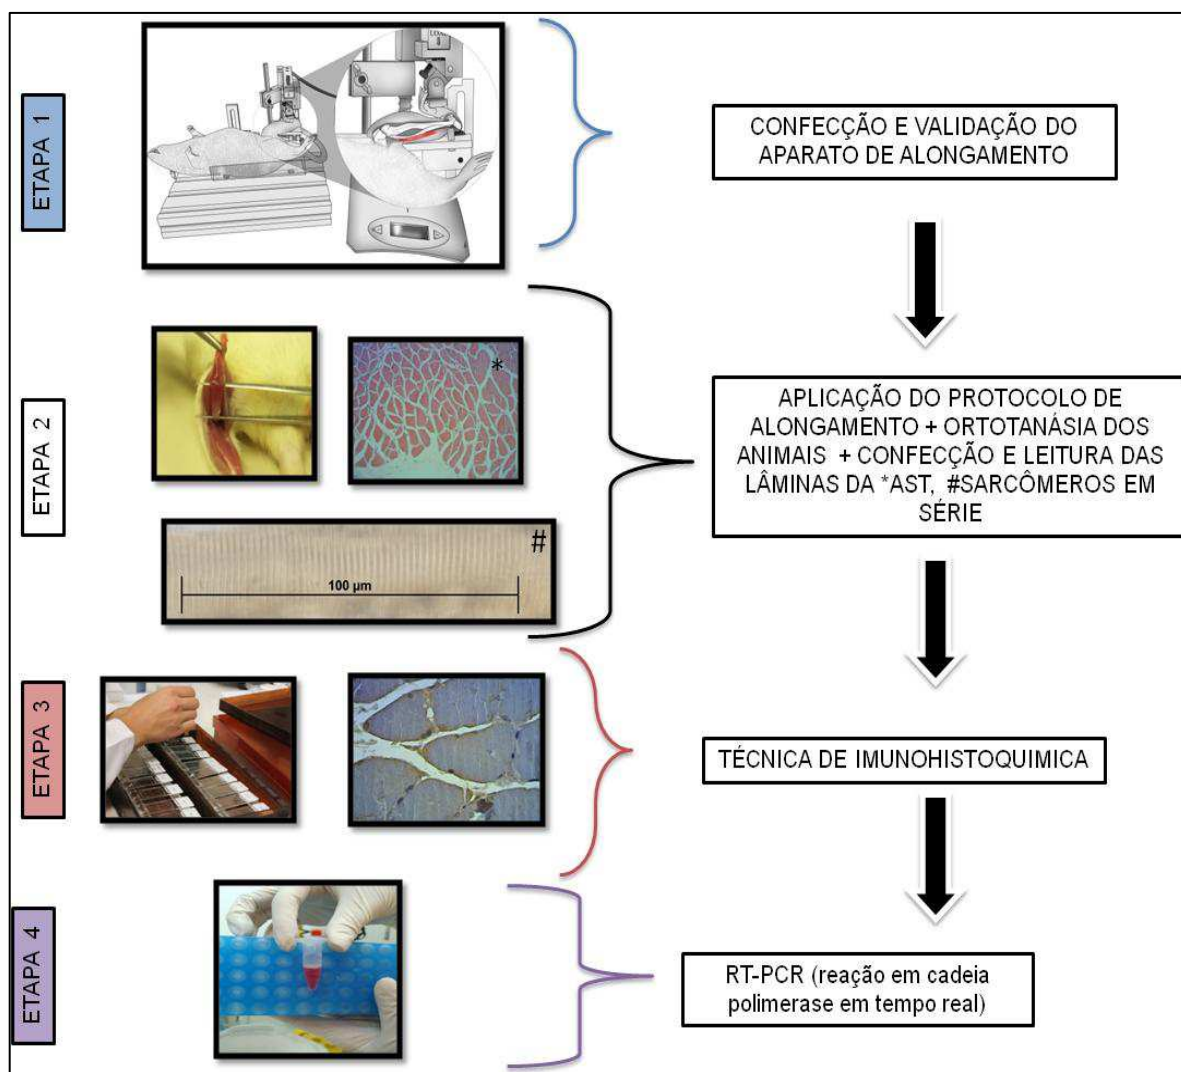 ETAPA 1
CONFECÇÃO E VALIDAÇÃO DO
APARATO DE ALONGAMENTO
ETAPA 2
*
#
100 µm
APLICAÇÃO DO PROTOCOLO DE
ALONGAMENTO + ORTOTANÁSIA DOS
ANIMAIS + CONFECÇÃO E LEITURA DAS
LÂMINAS DA *AST, #SARCÔMEROS EM
SÉRIE
ETAPA 3
TÉCNICA DE IMUNOHISTOQUIMICA
ETAPA 4
RT-PCR (reação em cadeia
polimerase em tempo real)